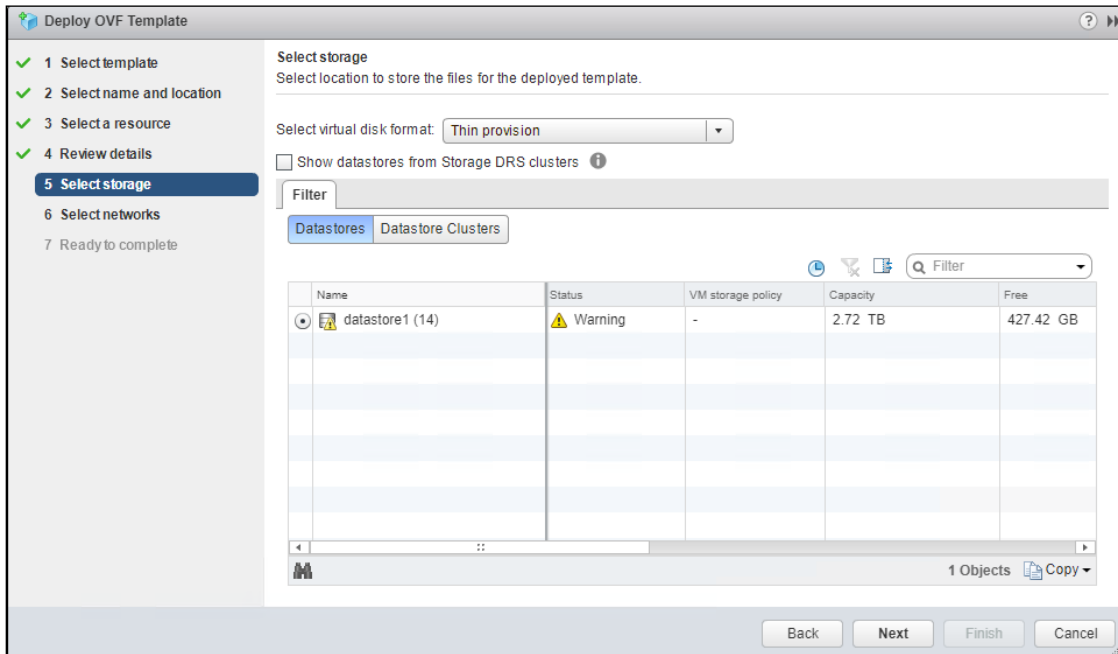 Deploy OVF Template
1 Select template
2 Select name and location
3 Select a resource
4 Review details
5 Select storage
6 Select networks
7 Ready to complete
Select storage
Select location to store the files for the deployed template.
Select virtual disk format: Thin provision
Show datastores from Storage DRS clusters
Filter
Datastores Datastore Clusters
Filter
Name Status VM storage policy Capacity Free
datastore1 (14) Warning - 2.72 TB 427.42 GB
1 Objects Copy
Back Next Finish Cancel